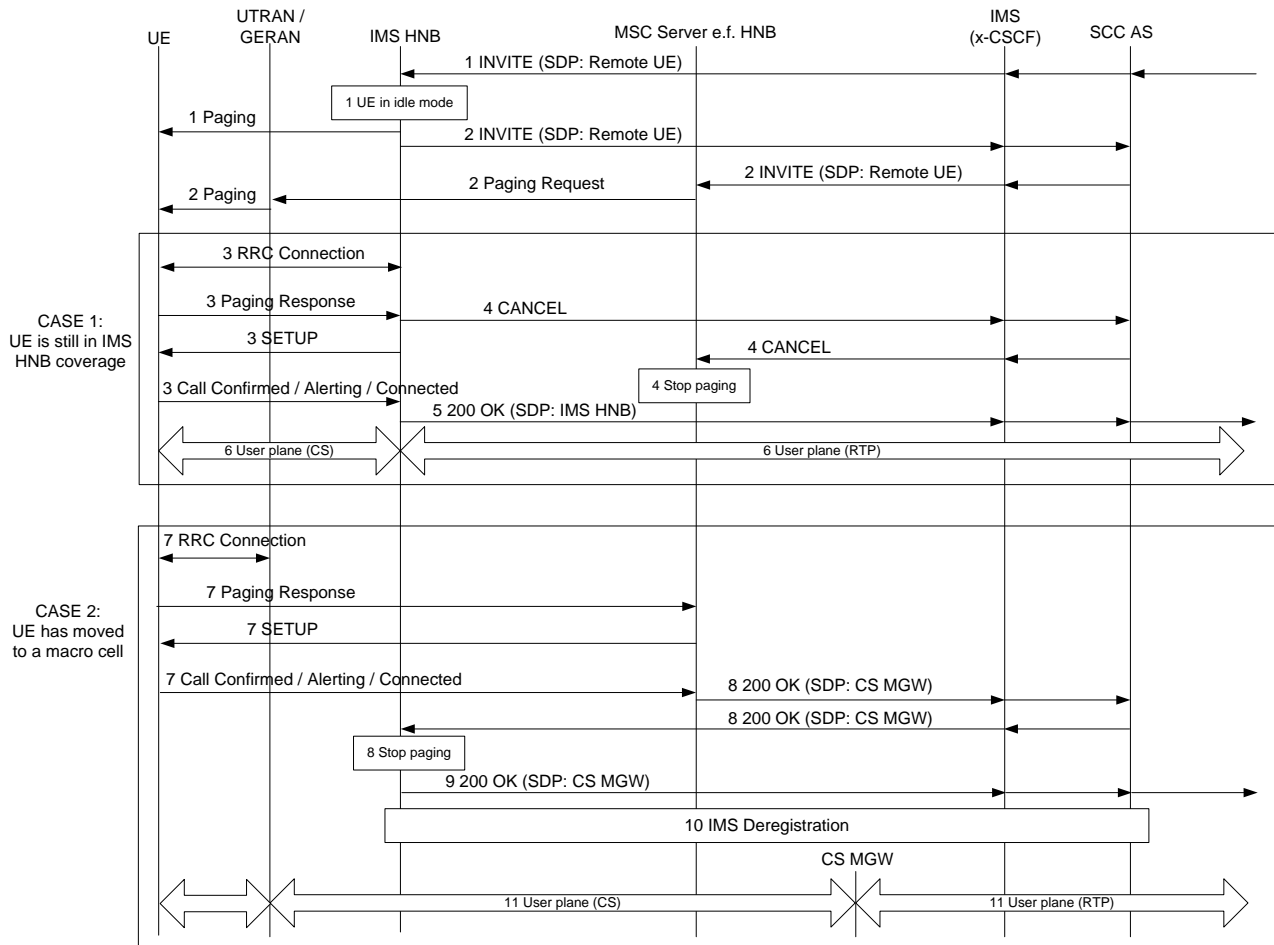 UTRAN /
GERAN
UE
IMS HNB
MSC Server e.f. HNB
IMS
(x-CSCF)
SCC AS
1 INVITE (SDP: Remote UE)
1 UE in idle mode
1 Paging
2 INVITE (SDP: Remote UE)
2 INVITE (SDP: Remote UE)
2 Paging Request
2 Paging
CASE 1:
UE is still in IMS
HNB coverage
3 RRC Connection
3 Paging Response
4 CANCEL
3 SETUP
4 CANCEL
4 Stop paging
3 Call Confirmed / Alerting / Connected
5 200 OK (SDP: IMS HNB)
6 User plane (CS)
6 User plane (RTP)
CASE 2:
UE has moved
to a macro cell
7 RRC Connection
7 Paging Response
7 SETUP
7 Call Confirmed / Alerting / Connected
8 200 OK (SDP: CS MGW)
8 200 OK (SDP: CS MGW)
8 Stop paging
9 200 OK (SDP: CS MGW)
10 IMS Deregistration
CS MGW
11 User plane (CS)
11 User plane (RTP)